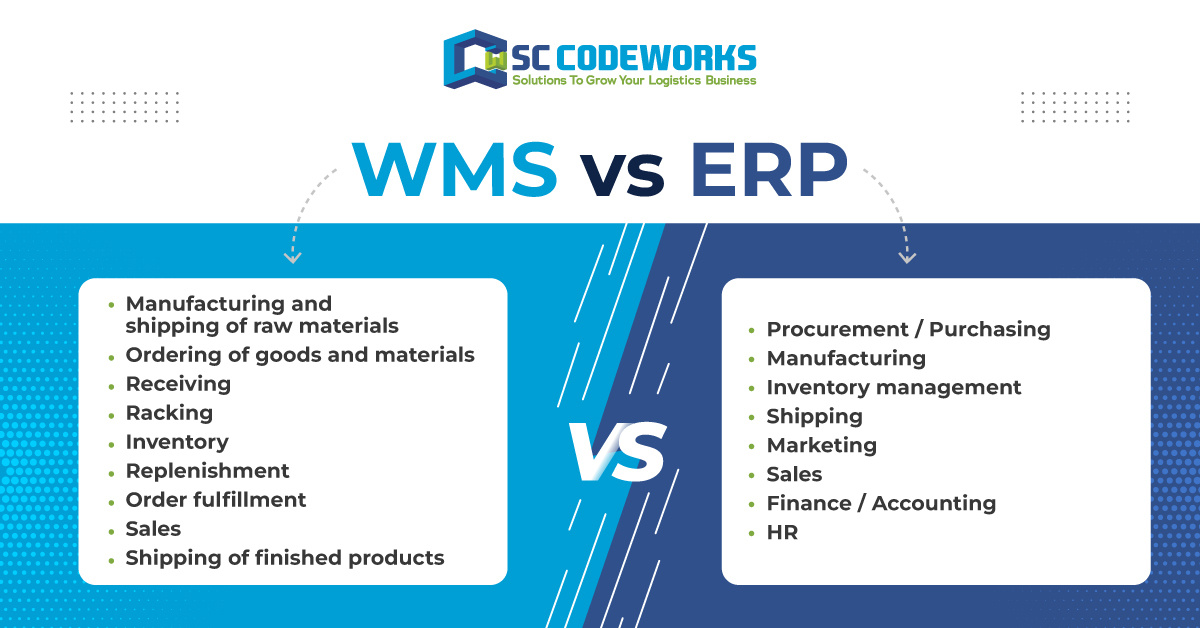 SC CODEWORKS
Solutions To Grow Your Logistics Business
WMS vs ERP
• Manufacturing and
shipping of raw materials
• Ordering of goods and materials
• Receiving
• Racking
• Inventory
• Replenishment
• Order fulfillment
• Sales
• Shipping of finished products
VS
• Procurement / Purchasing
• Manufacturing
• Inventory management
• Shipping
• Marketing
• Sales
• Finance / Accounting
• HR